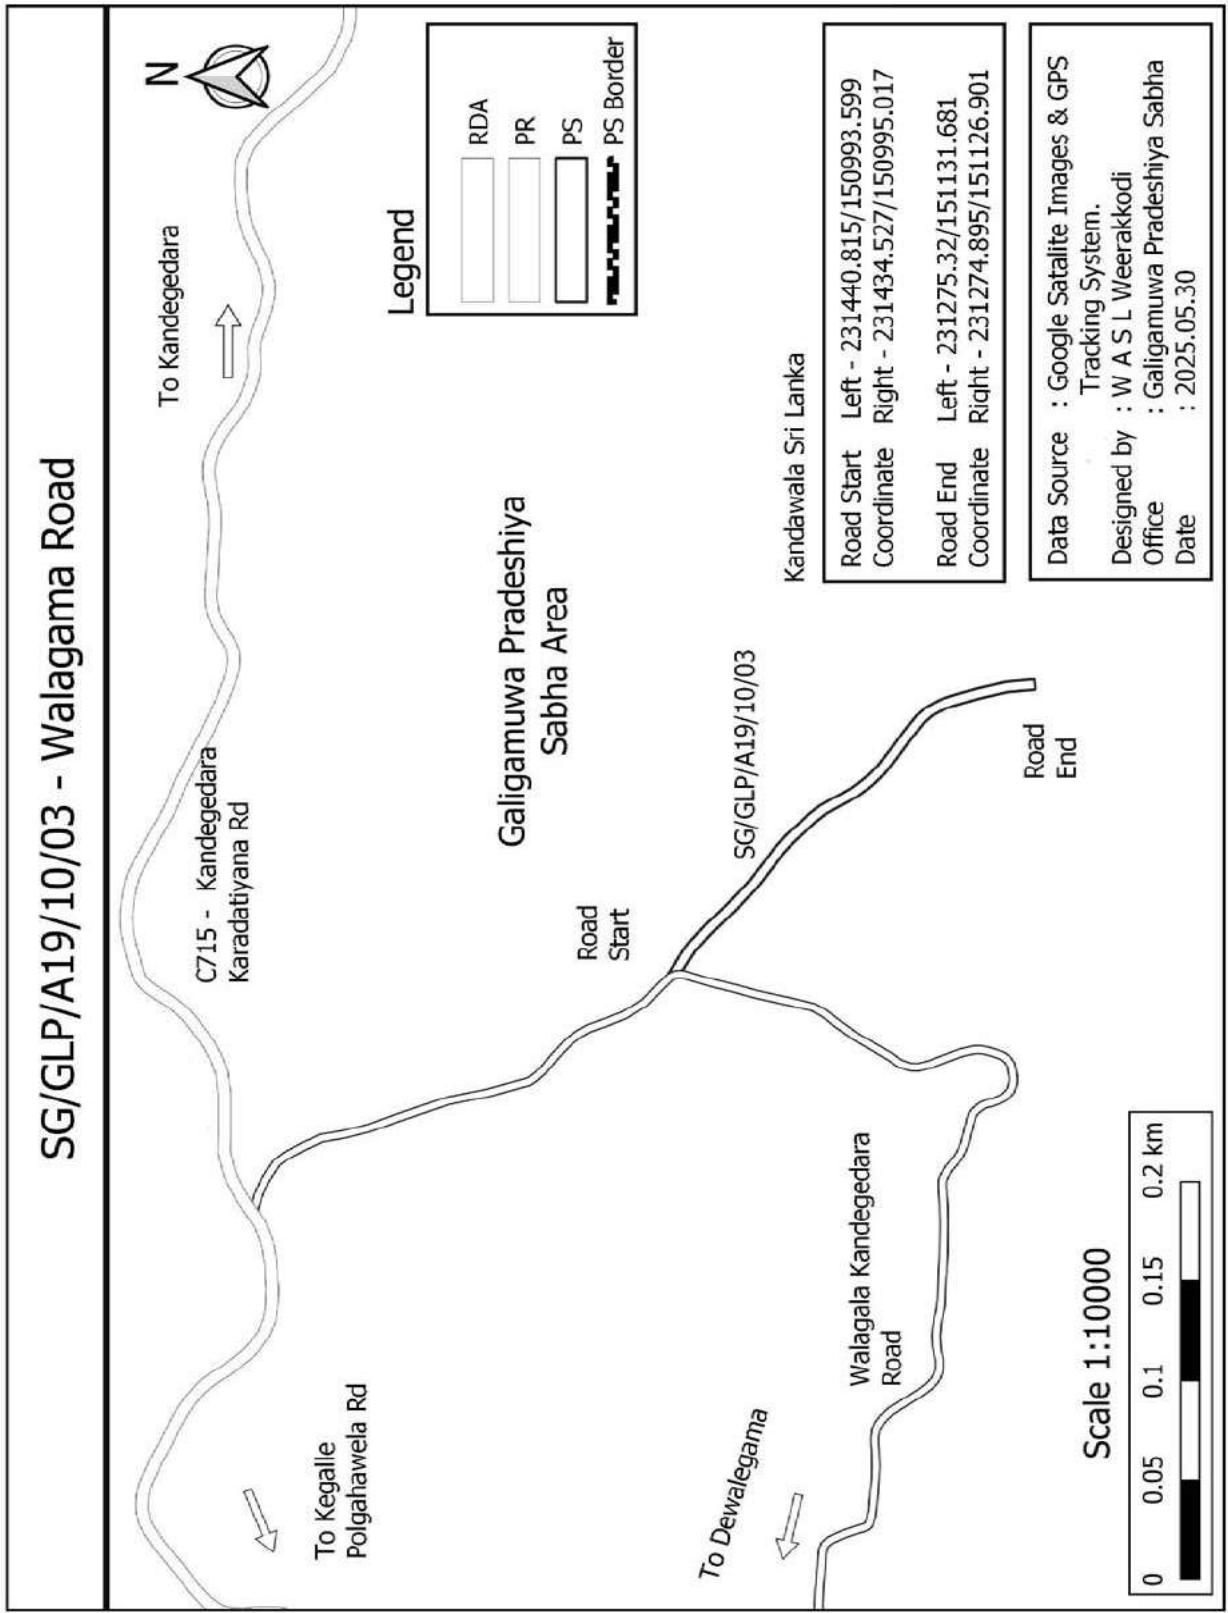 SG/GLP/A19/10/03 - Walagama Road
N
To Kandegedara
C715 - Kandegedara
Karadatiyana Rd
To Kegalle
Polgahawela Rd
Legend
RDA
PR
PS
PS Border
Galigamuwa Pradeshiya
Sabha Area
Road
Start
SG/GLP/A19/10/03
Road
End
Walagala Kandegedara
Road
To Dewalegama
Kandawala Sri Lanka
Road Start Left - 231440.815/150993.599
Coordinate Right - 231434.527/150995.017
Road End Left - 231275.32/151131.681
Coordinate Right - 231274.895/151126.901
Data Source : Google Satalite Images & GPS
Tracking System.
Designed by : W A S L Weerakkodi
Office : Galigamuwa Pradeshiya Sabha
Date : 2025.05.30
Scale 1:10000
0 0.05 0.1 0.15 0.2 km